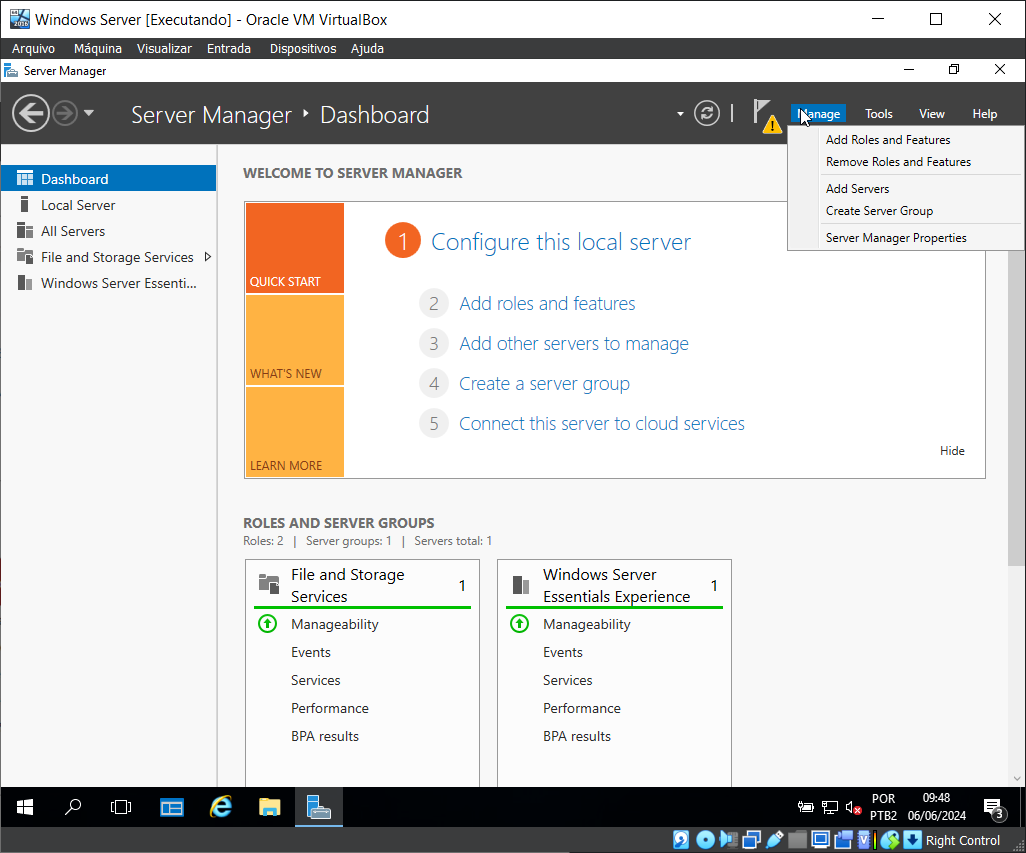 Windows Server [Executando] - Oracle VM VirtualBox
Arquivo Máquina Visualizar Entrada Dispositivos Ajuda
Server Manager
Server Manager Dashboard
Manage Tools View Help
Add Roles and Features
Remove Roles and Features
Add Servers
Create Server Group
Server Manager Properties
Dashboard
Local Server
All Servers
File and Storage Services
Windows Server Essenti...
WELCOME TO SERVER MANAGER
QUICK START
WHAT'S NEW
LEARN MORE
1 Configure this local server
2 Add roles and features
3 Add other servers to manage
4 Create a server group
5 Connect this server to cloud services
Hide
ROLES AND SERVER GROUPS
Roles: 2 | Server groups: 1 | Servers total: 1
File and Storage
Services
1
Manageability
Events
Services
Performance
BPA results
Windows Server
Essentials Experience
1
Manageability
Events
Services
Performance
BPA results
POR
PTB2
09:48
06/06/2024
3
Right Control